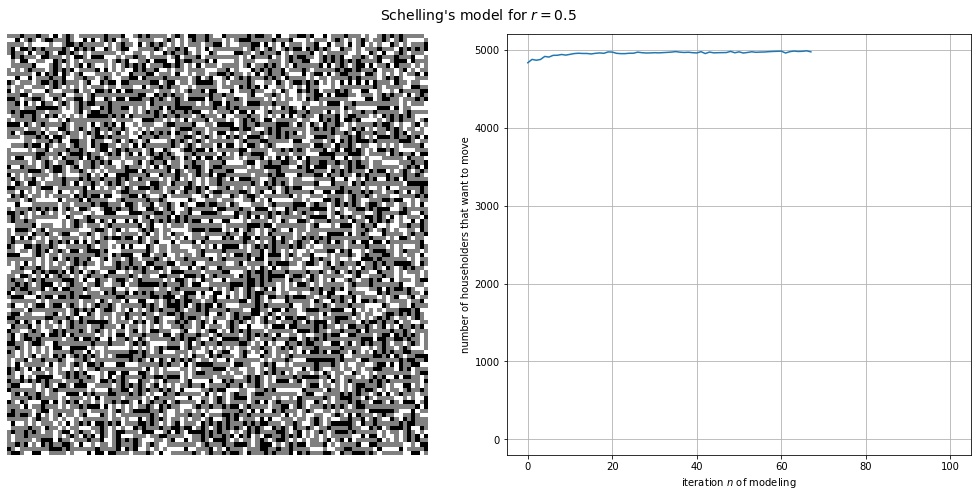 Schelling's model for r = 0.5
number of householders that want to move
5000
4000
3000
2000
1000
0
0 20 40 60 80 100
iteration n of modeling